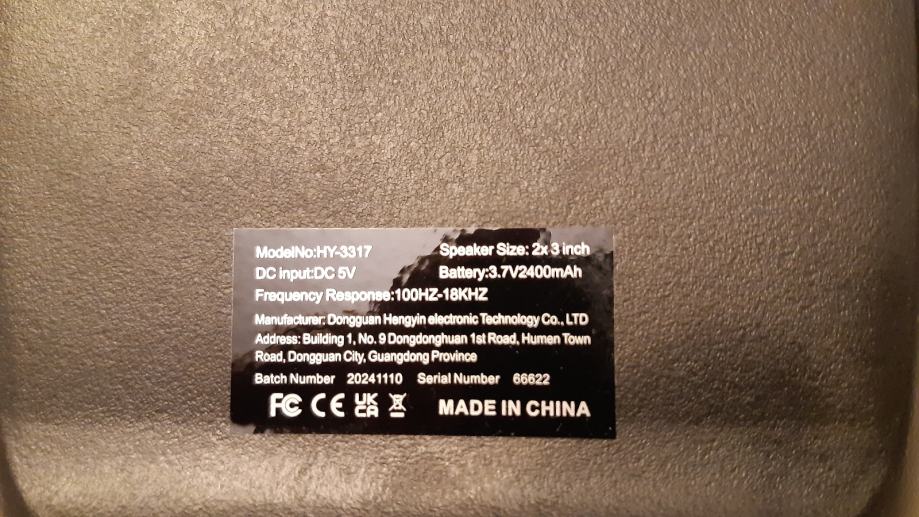 ModelNo:HY-3317 Speaker Size: 2x 3 inch
DC input:DC 5V Battery:3.7V2400mAh
Frequency Response:100HZ-18KHZ
Manufacturer: Dongguan Hengyin electronic Technology Co., LTD
Address: Building 1, No. 9 Dongdonghuan 1st Road, Humen Town
Road, Dongguan City, Guangdong Province
Batch Number 20241110 Serial Number 66622
FC CE UK CA MADE IN CHINA